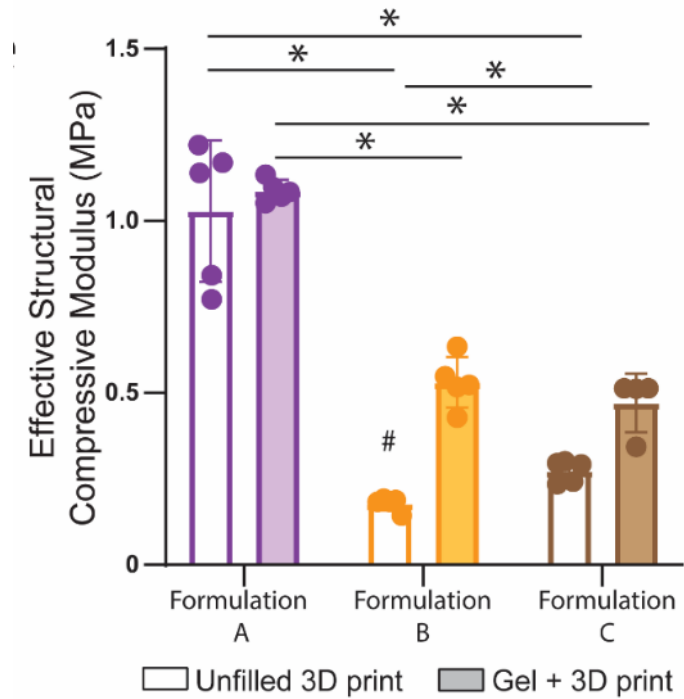 *
* *
*
*
1.5
1.0
0.5
0
Effective Structural
Compressive Modulus (MPa)
#
Formulation Formulation Formulation
A B C
Unfilled 3D print Gel + 3D print